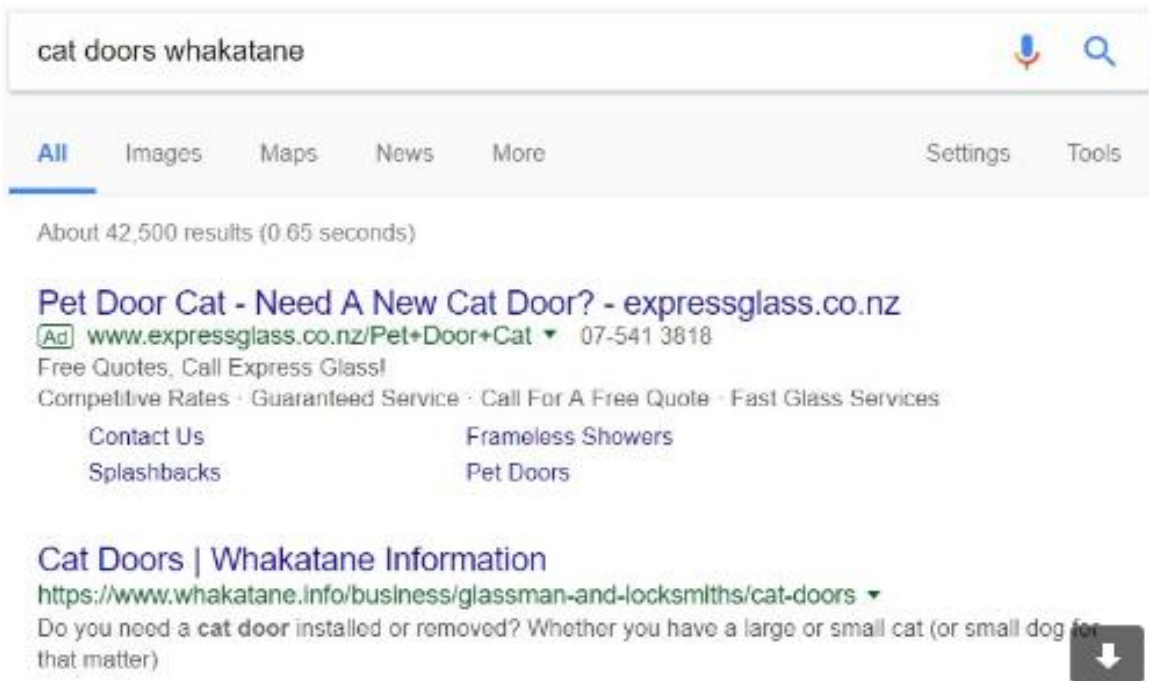 cat doors whakatane
All Images Maps News More Settings Tools
About 42,500 results (0.65 seconds)
Pet Door Cat - Need A New Cat Door? - expressglass.co.nz
Ad www.expressglass.co.nz/Pet+Door+Cat 07-541 3818
Free Quotes, Call Express Glass!
Competitive Rates · Guaranteed Service · Call For A Free Quote · Fast Glass Services
Contact Us Frameless Showers
Splashbacks Pet Doors
Cat Doors | Whakatane Information
https://www.whakatane.info/business/glassman-and-locksmiths/cat-doors
Do you need a cat door installed or removed? Whether you have a large or small cat (or small dog for
that matter)